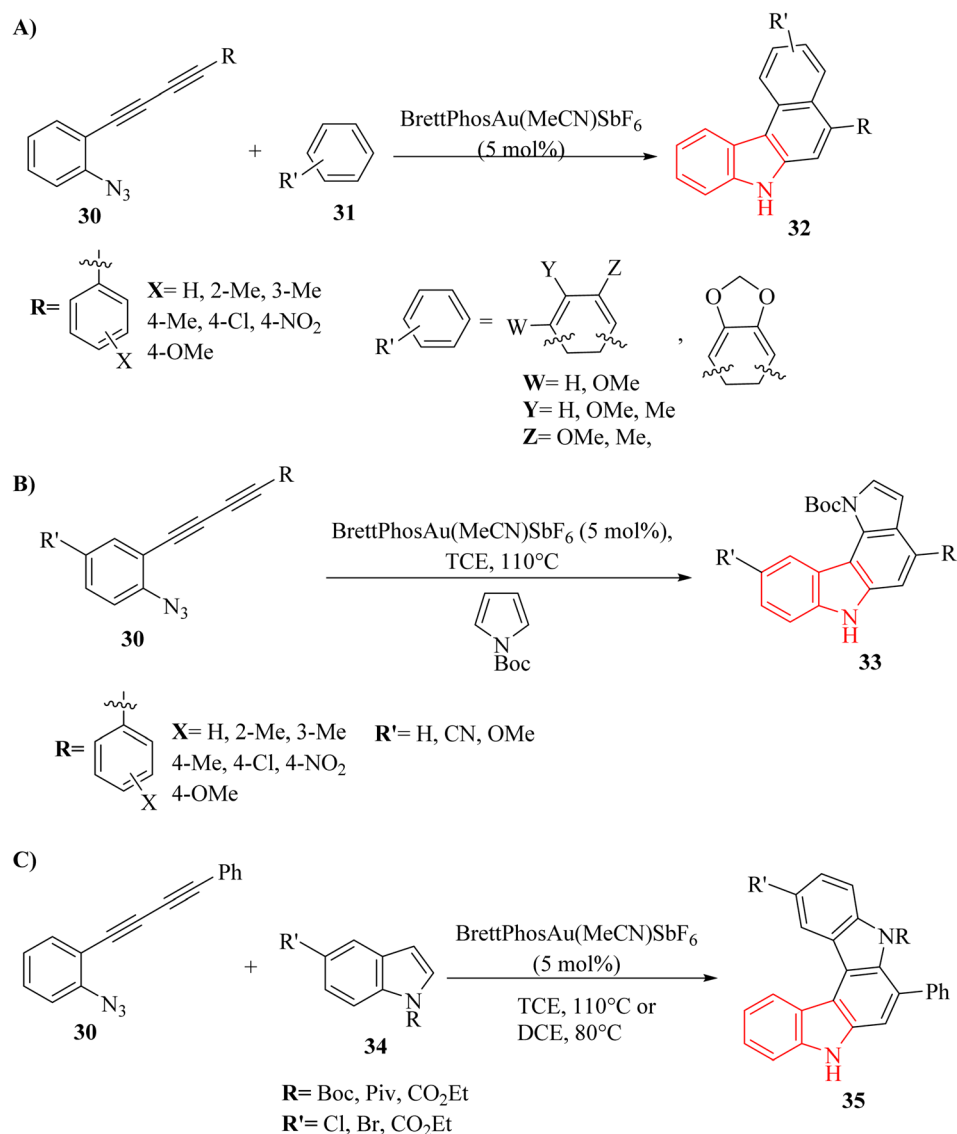 A)
R
N₃
30
+
R'
31
BrettPhosAu(MeCN)SbF₆
(5 mol%)
R'
R
N
H
32
R=
X
X= H, 2-Me, 3-Me
4-Me, 4-Cl, 4-NO₂
4-OMe
R'
=
W
Y
Z
,
O
O
W= H, OMe
Y= H, OMe, Me
Z= OMe, Me,
B)
R'
R
N₃
30
BrettPhosAu(MeCN)SbF₆ (5 mol%),
TCE, 110°C
N
Boc
BocN
R'
R
N
H
33
R=
X
X= H, 2-Me, 3-Me
4-Me, 4-Cl, 4-NO₂
4-OMe
R'= H, CN, OMe
C)
Ph
N₃
30
+
R'
N
R
34
BrettPhosAu(MeCN)SbF₆
(5 mol%)
TCE, 110°C or
DCE, 80°C
R'
NR
Ph
N
H
35
R= Boc, Piv, CO₂Et
R'= Cl, Br, CO₂Et